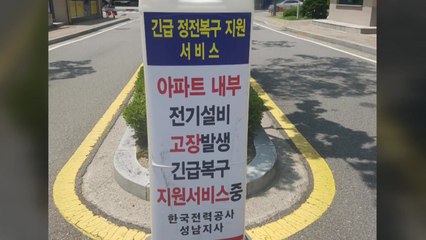 긴급 정전복구 지원
서비스
아파트 내부
전기설비
고장발생
긴급복구
지원서비스중
한국전력공사
성남지사